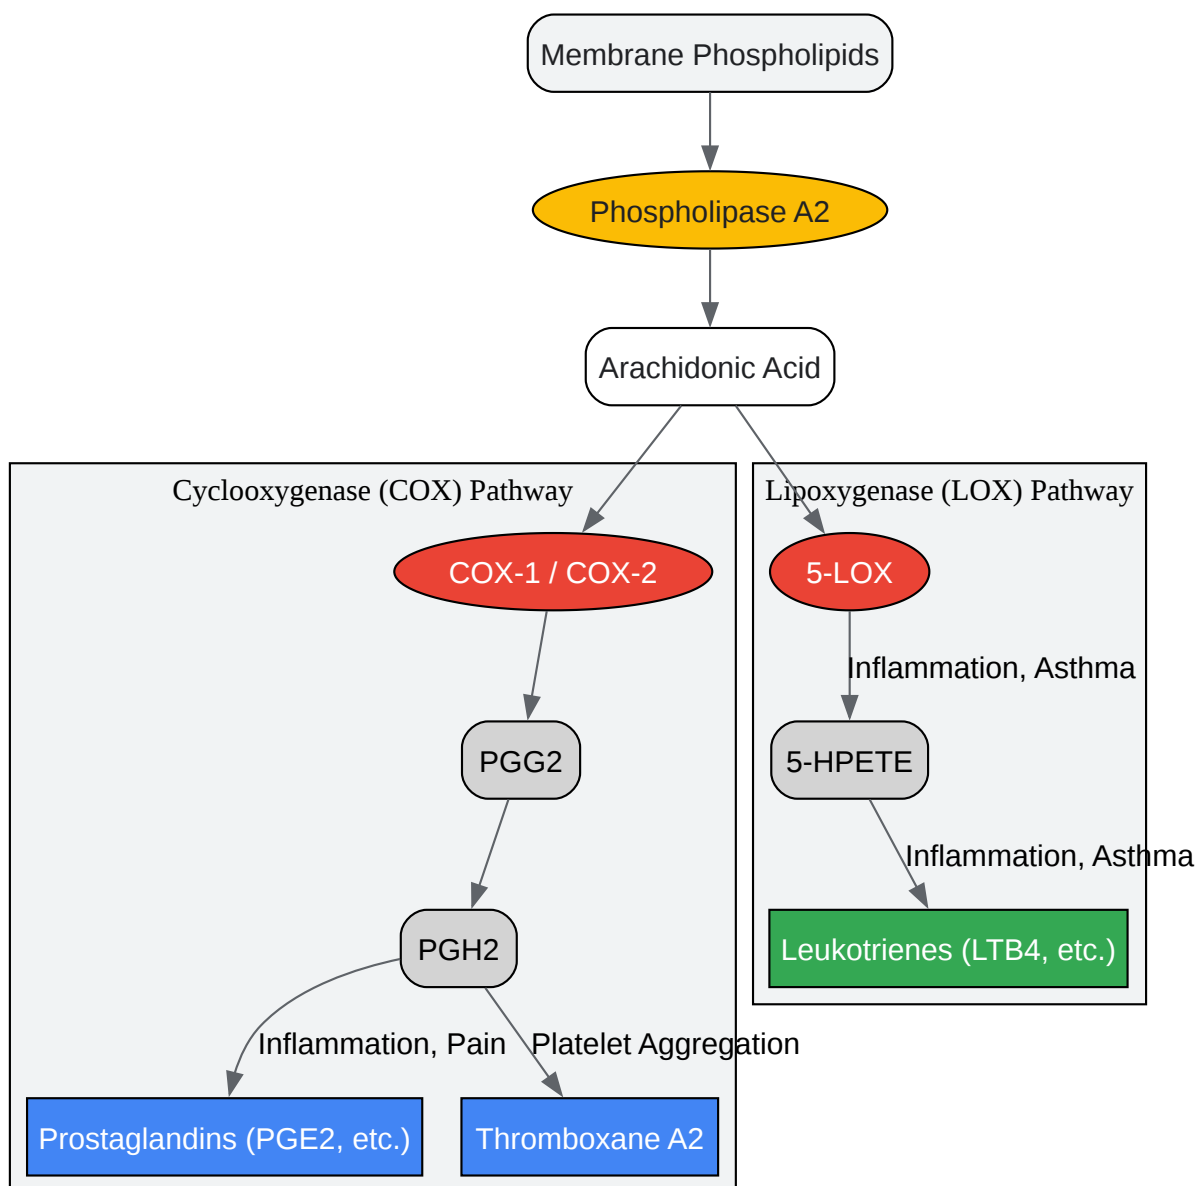 Membrane Phospholipids
Phospholipase A2
Arachidonic Acid
Cyclooxygenase (COX) Pathway
COX-1 / COX-2
PGG2
PGH2
Inflammation, Pain
Platelet Aggregation
Prostaglandins (PGE2, etc.)
Thromboxane A2
Lipoxygenase (LOX) Pathway
5-LOX
Inflammation, Asthma
5-HPETE
Inflammation, Asthma
Leukotrienes (LTB4, etc.)